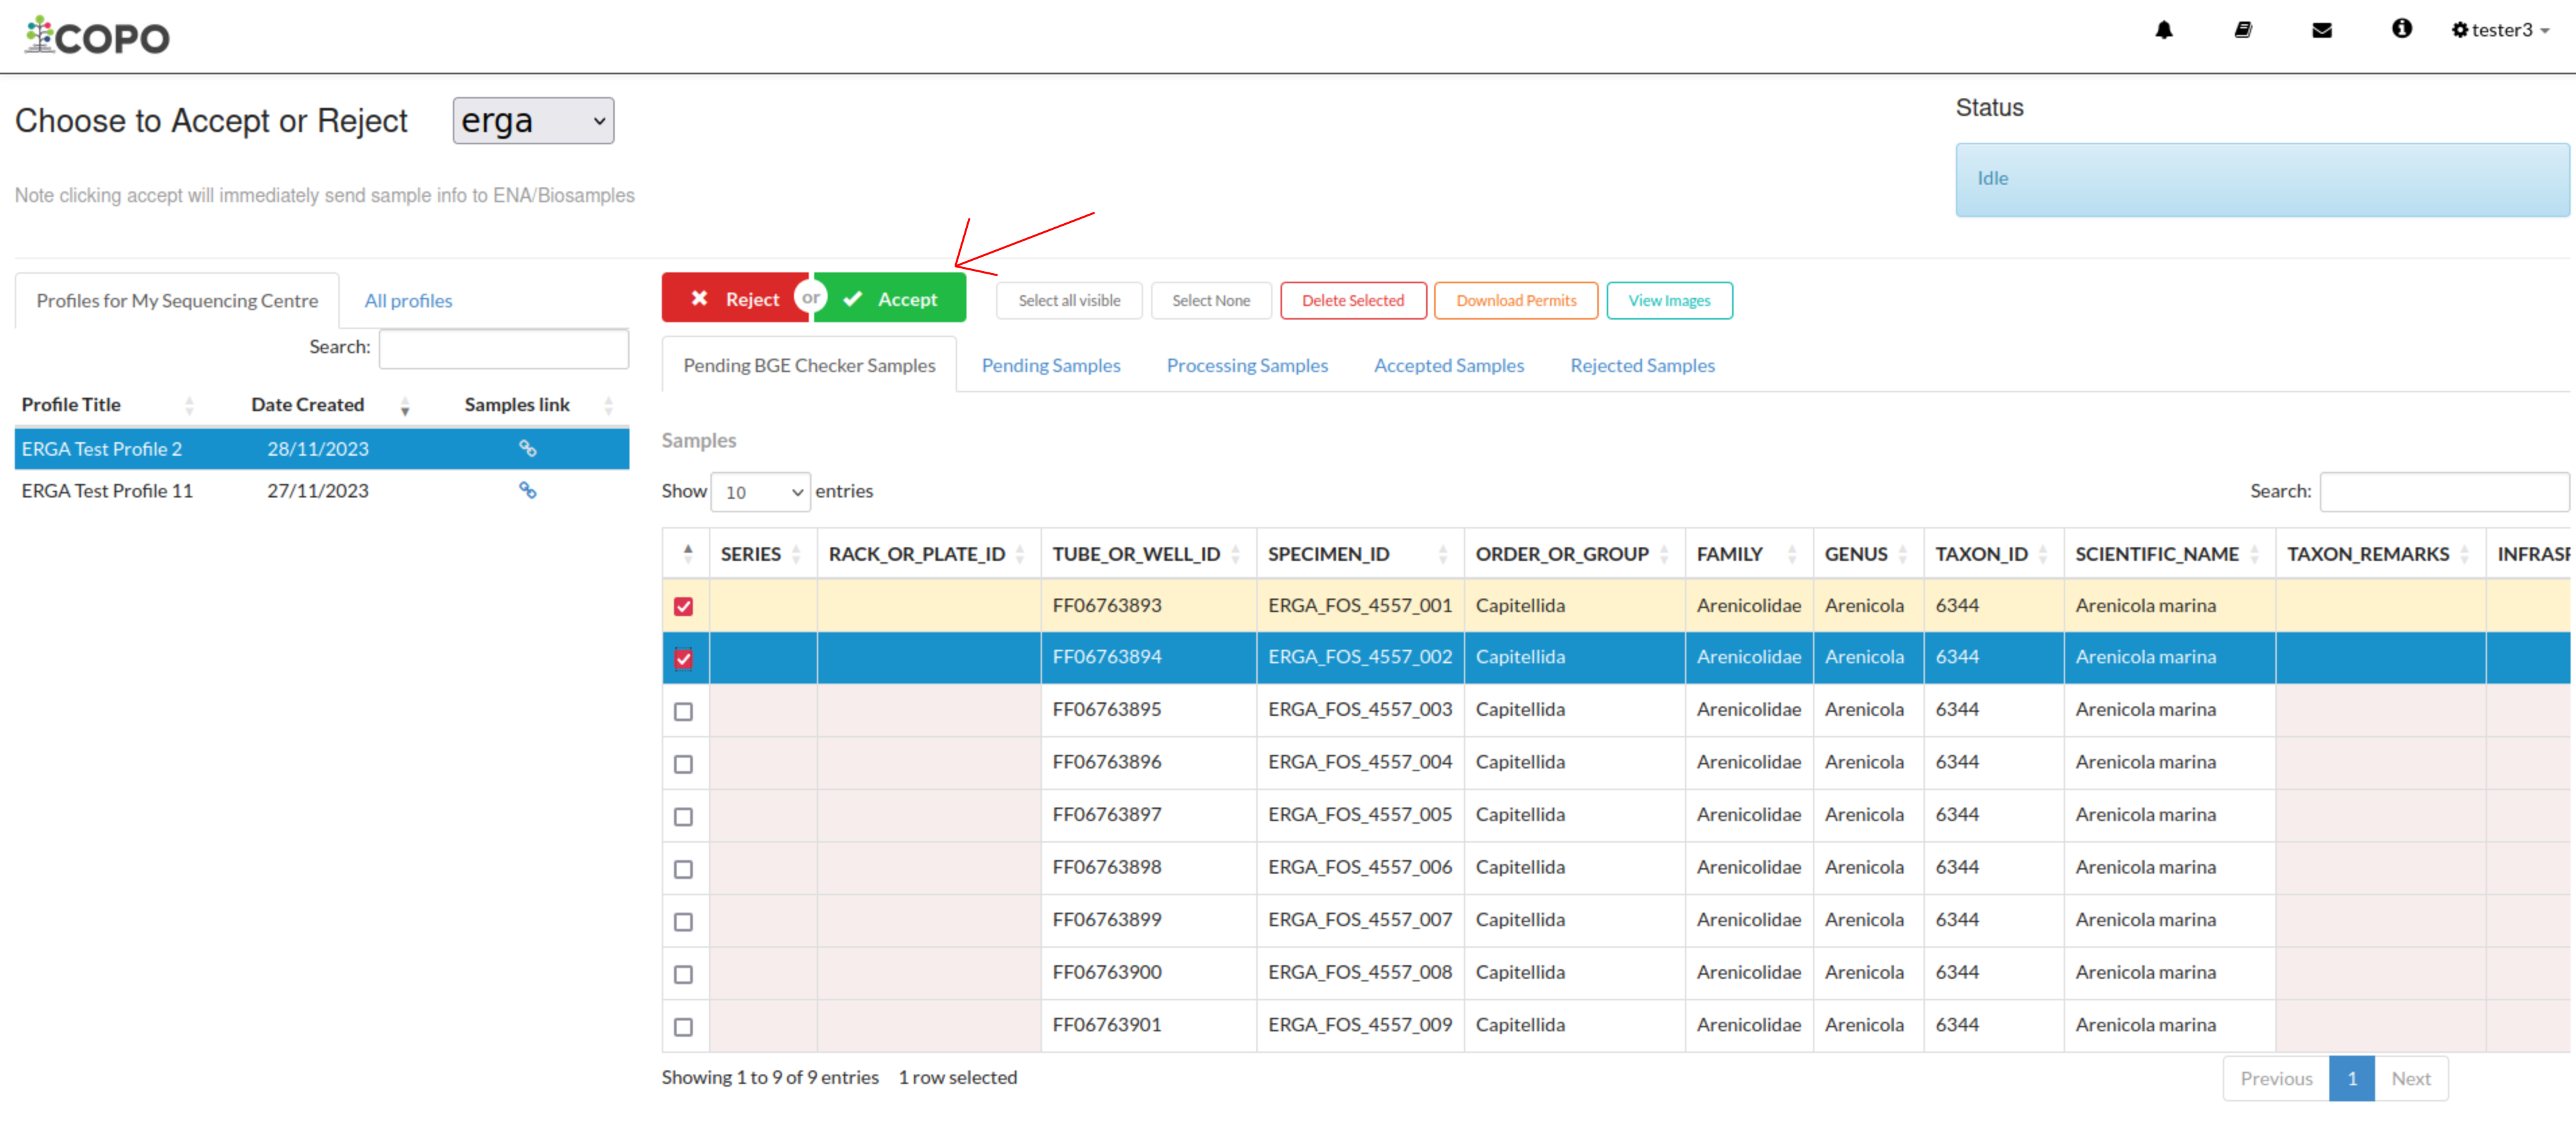 COPO
tester3
Choose to Accept or Reject erga
Status
Idle
Note clicking accept will immediately send sample info to ENA/Biosamples
Profiles for My Sequencing Centre All profiles
Search:
Profile Title Date Created Samples link
ERGA Test Profile 2 28/11/2023
ERGA Test Profile 11 27/11/2023
Reject or Accept Select all visible Select None Delete Selected Download Permits View Images
Pending BGE Checker Samples Pending Samples Processing Samples Accepted Samples Rejected Samples
Samples
Show 10 entries Search:
SERIES RACK_OR_PLATE_ID TUBE_OR_WELL_ID SPECIMEN_ID ORDER_OR_GROUP FAMILY GENUS TAXON_ID SCIENTIFIC_NAME TAXON_REMARKS INFRASP
FF06763893 ERGA_FOS_4557_001 Capitellida Arenicolidae Arenicola 6344 Arenicola marina
FF06763894 ERGA_FOS_4557_002 Capitellida Arenicolidae Arenicola 6344 Arenicola marina
FF06763895 ERGA_FOS_4557_003 Capitellida Arenicolidae Arenicola 6344 Arenicola marina
FF06763896 ERGA_FOS_4557_004 Capitellida Arenicolidae Arenicola 6344 Arenicola marina
FF06763897 ERGA_FOS_4557_005 Capitellida Arenicolidae Arenicola 6344 Arenicola marina
FF06763898 ERGA_FOS_4557_006 Capitellida Arenicolidae Arenicola 6344 Arenicola marina
FF06763899 ERGA_FOS_4557_007 Capitellida Arenicolidae Arenicola 6344 Arenicola marina
FF06763900 ERGA_FOS_4557_008 Capitellida Arenicolidae Arenicola 6344 Arenicola marina
FF06763901 ERGA_FOS_4557_009 Capitellida Arenicolidae Arenicola 6344 Arenicola marina
Showing 1 to 9 of 9 entries 1 row selected
Previous 1 Next